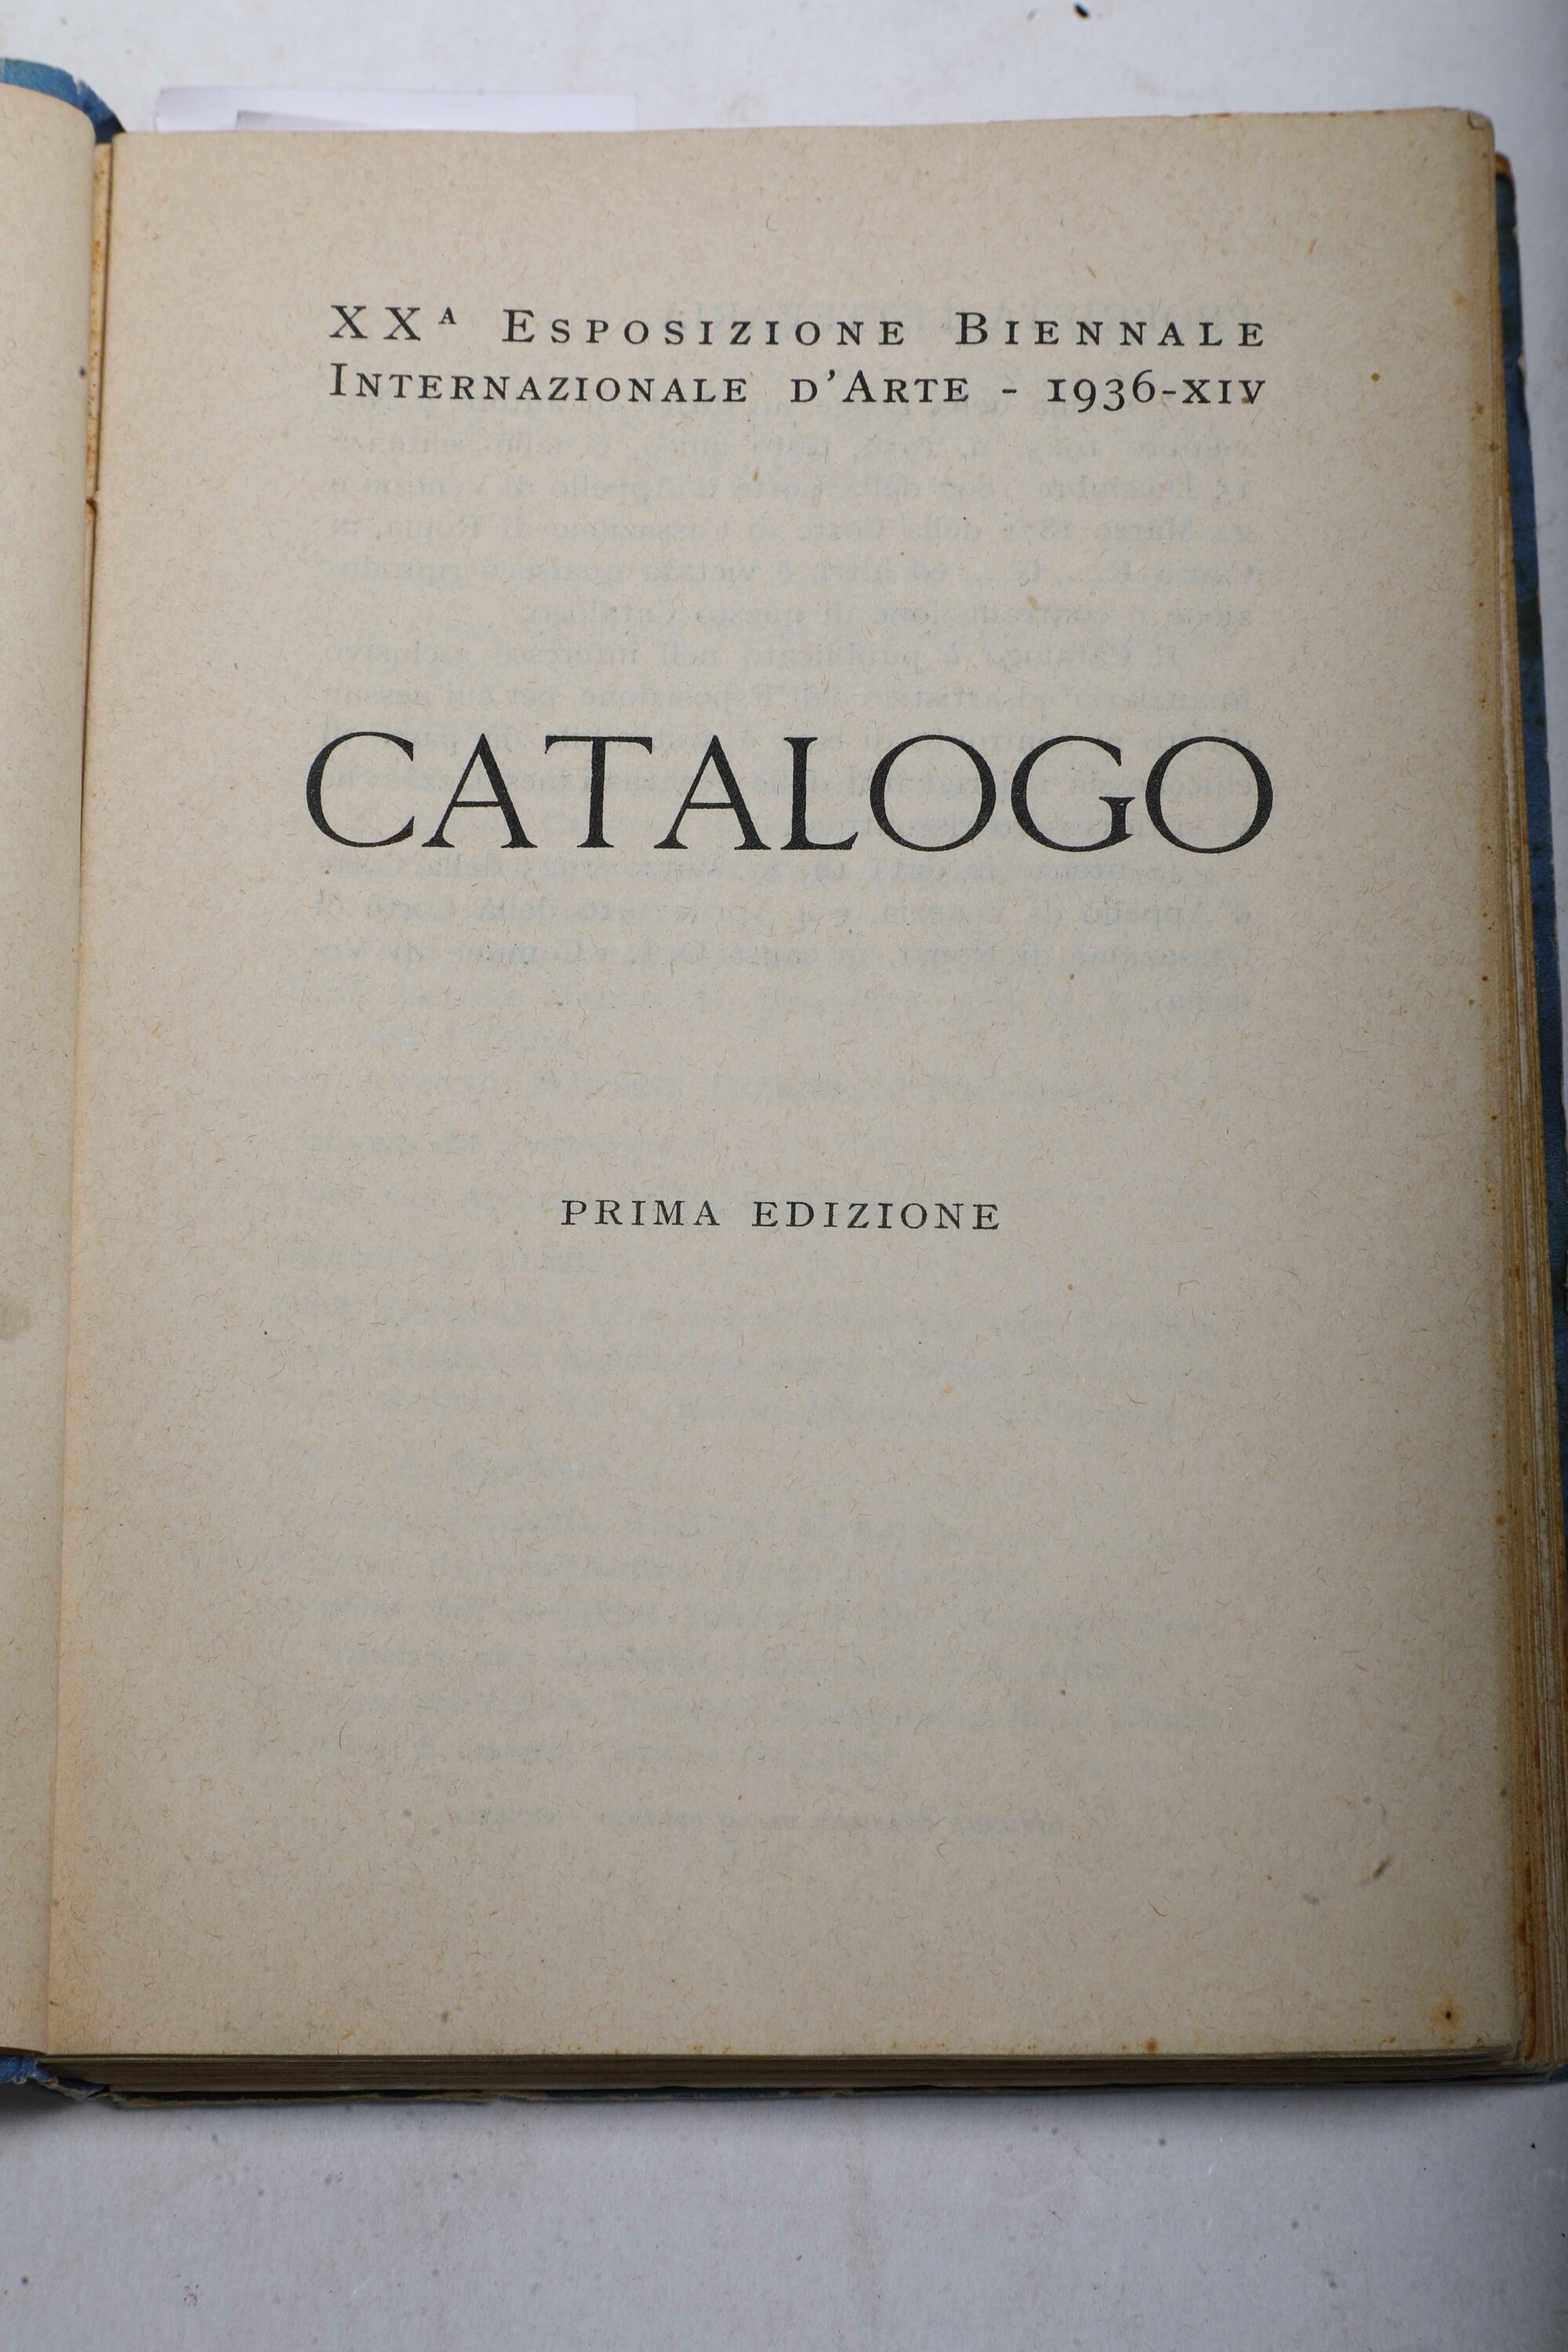 XXᴬ ESPOSIZIONE BIENNALE
INTERNAZIONALE D'ARTE - 1936-XIV
CATALOGO
PRIMA EDIZIONE